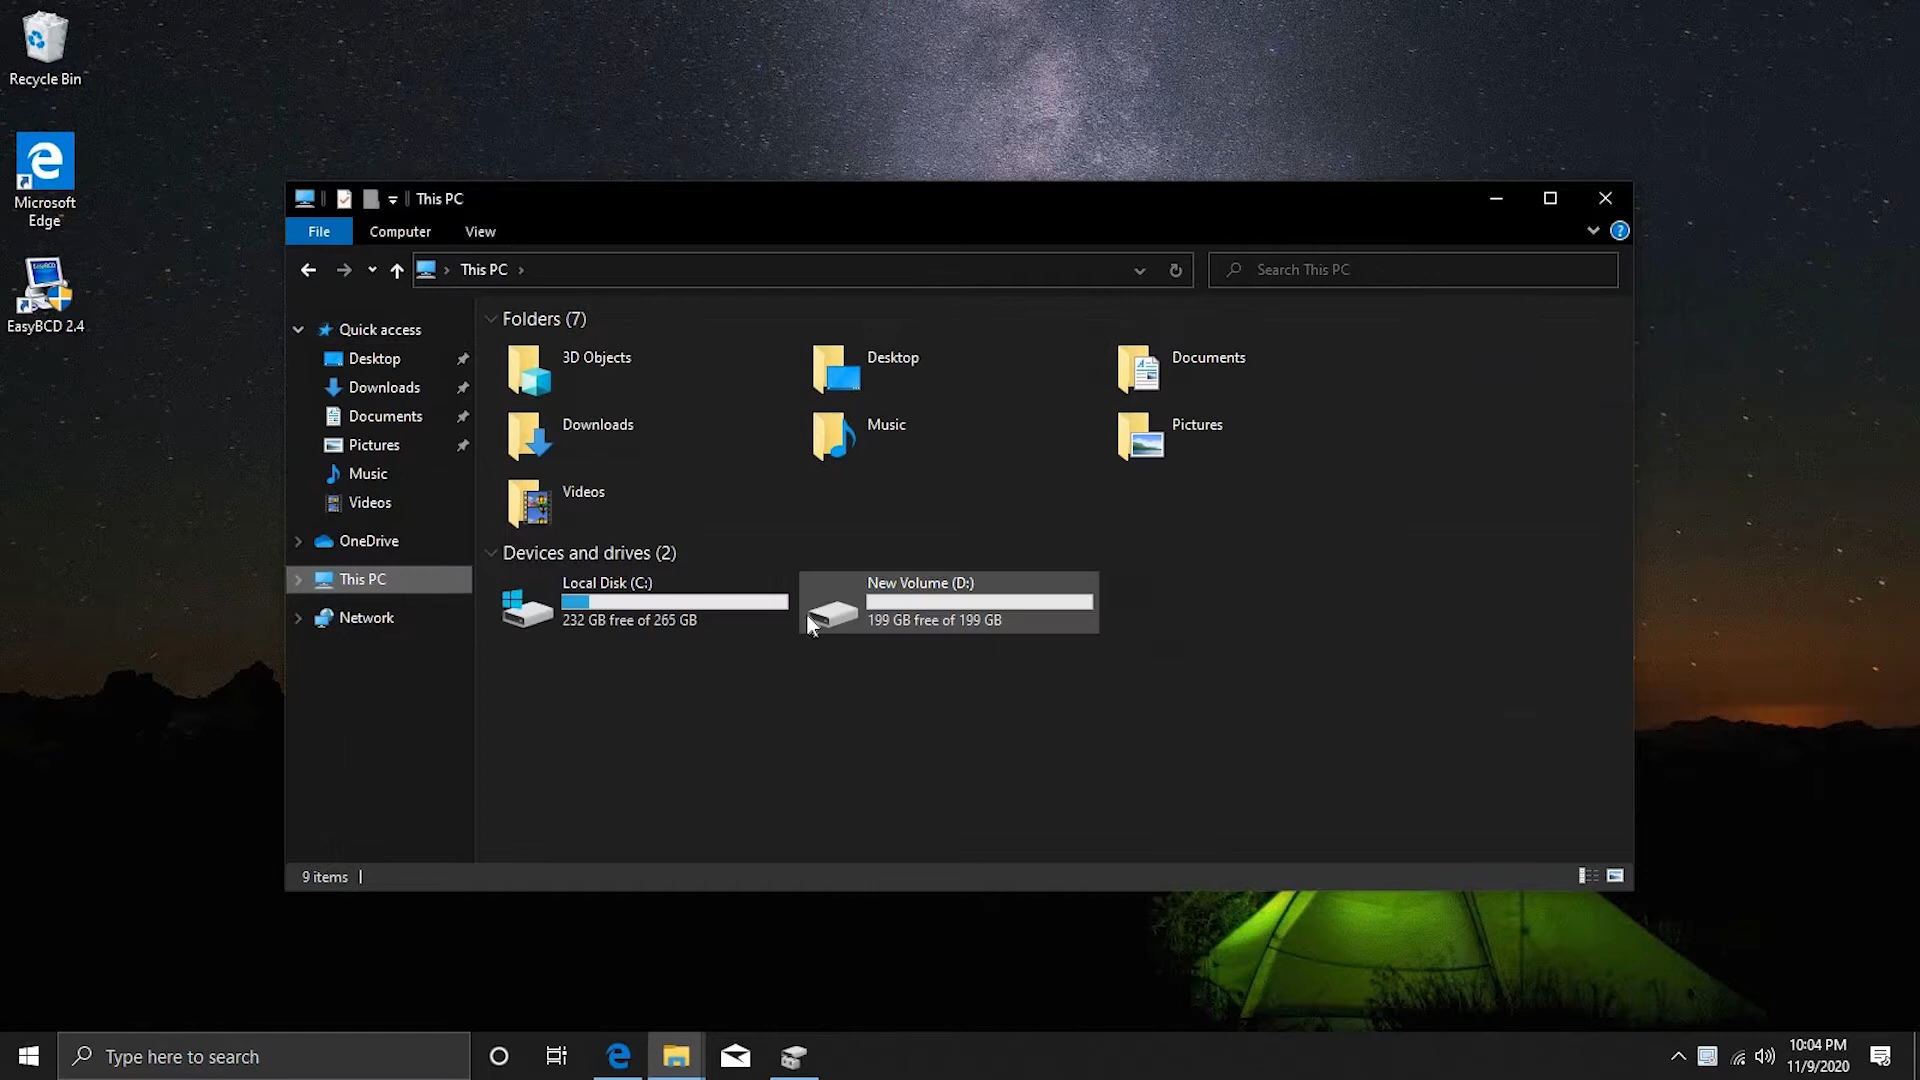 Recycle Bin
Microsoft
Edge
EasyBCD 2.4
This PC
File
Computer
View
This PC
Search This PC
Quick access
Desktop
Downloads
Documents
Pictures
Music
Videos
OneDrive
This PC
Network
Folders (7)
3D Objects
Desktop
Documents
Downloads
Music
Pictures
Videos
Devices and drives (2)
Local Disk (C:)
232 GB free of 265 GB
New Volume (D:)
199 GB free of 199 GB
9 items
Type here to search
10:04 PM
11/9/2020